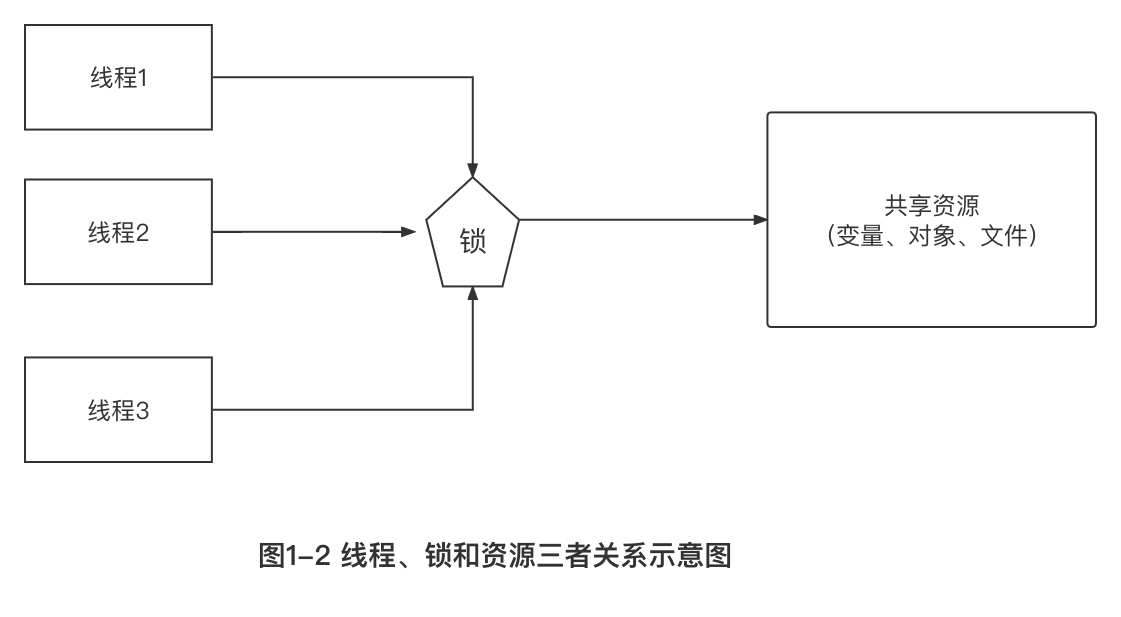 线程1
线程2
线程3
锁
共享资源
（变量、对象、文件）
图1-2 线程、锁和资源三者关系示意图